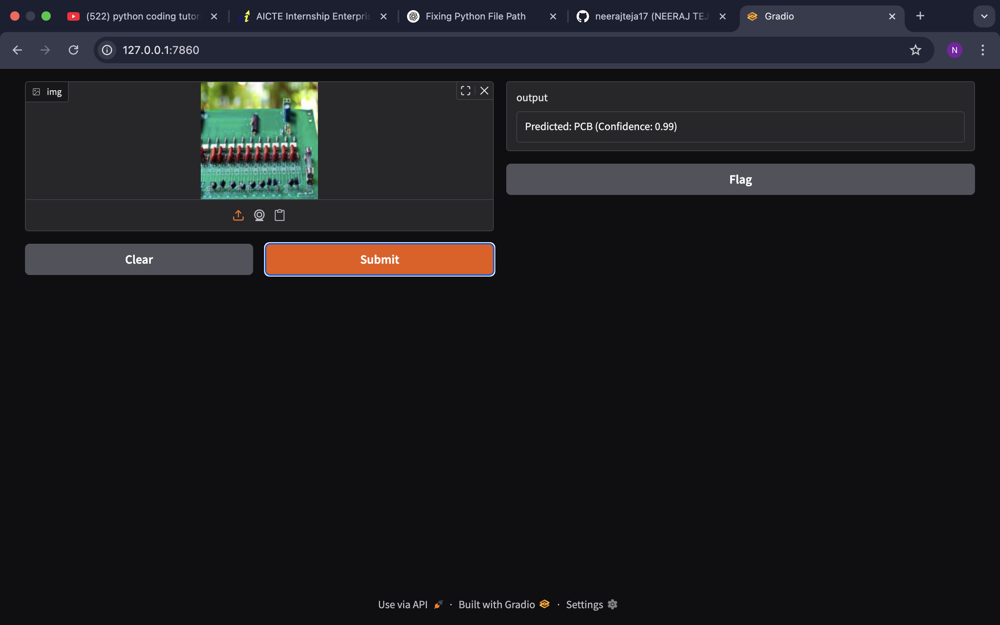 (522) python coding tutor
AICTE Internship Enterpris
Fixing Python File Path
neerajteja17 (NEERAJ TEJ
Gradio
127.0.0.1:7860
N
img
output
Predicted: PCB (Confidence: 0.99)
Flag
Clear
Submit
Use via API · Built with Gradio · Settings